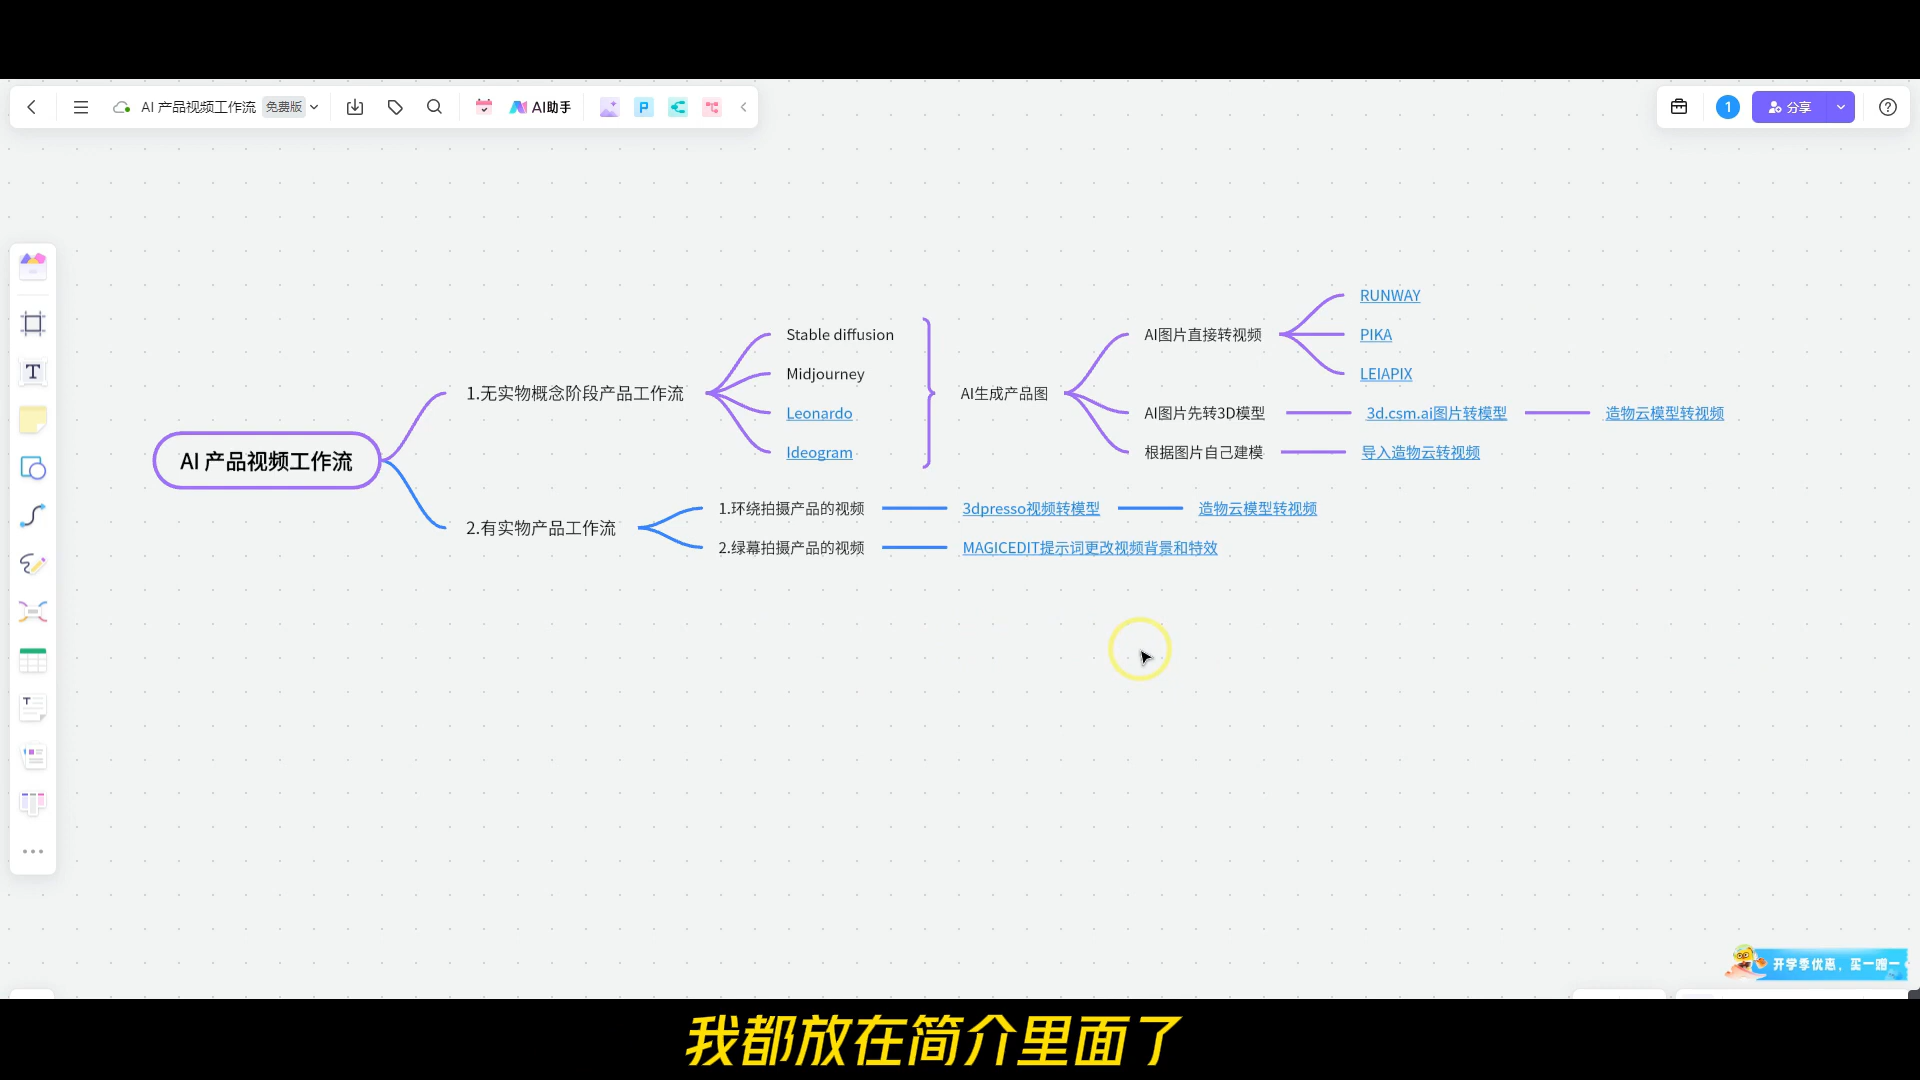 AI 产品视频工作流 免费版
AI助手
P
1
分享
RUNWAY
Stable diffusion
AI图片直接转视频
PIKA
Midjourney
LEIAPIX
1.无实物概念阶段产品工作流
AI生成产品图
Leonardo
AI图片先转3D模型
3d.csm.ai图片转模型
造物云模型转视频
Ideogram
根据图片自己建模
导入造物云转视频
AI 产品视频工作流
1.环绕拍摄产品的视频
3dpresso视频转模型
造物云模型转视频
2.有实物产品工作流
2.绿幕拍摄产品的视频
MAGICEDIT提示词更改视频背景和特效
开学季优惠，买一赠一
我都放在简介里面了